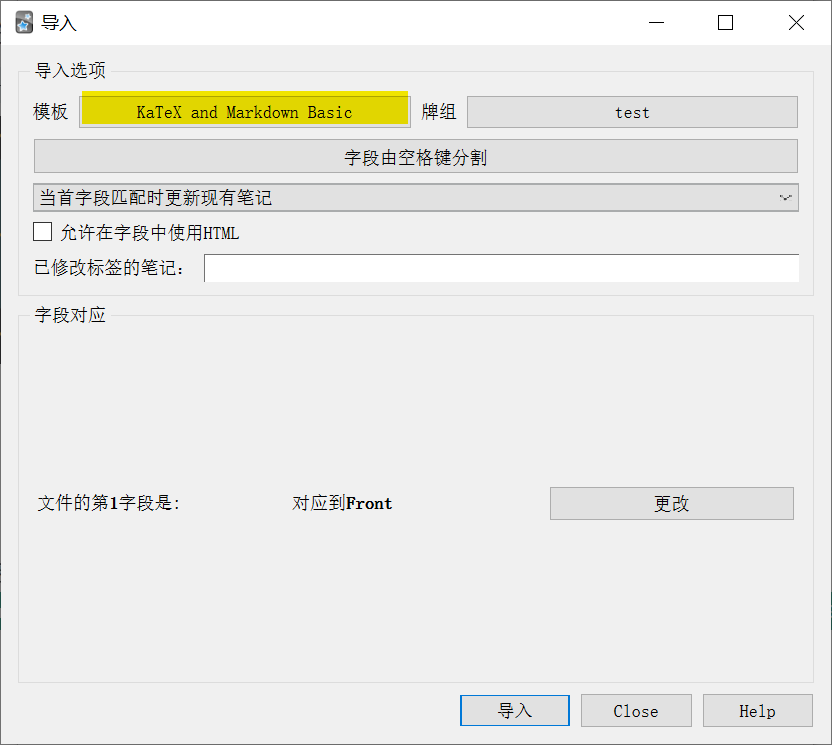 导入
导入选项
模板 KaTeX and Markdown Basic 牌组 test
字段由空格键分割
当首字段匹配时更新现有笔记
允许在字段中使用HTML
已修改标签的笔记：
字段对应
文件的第1字段是： 对应到Front 更改
导入 Close Help